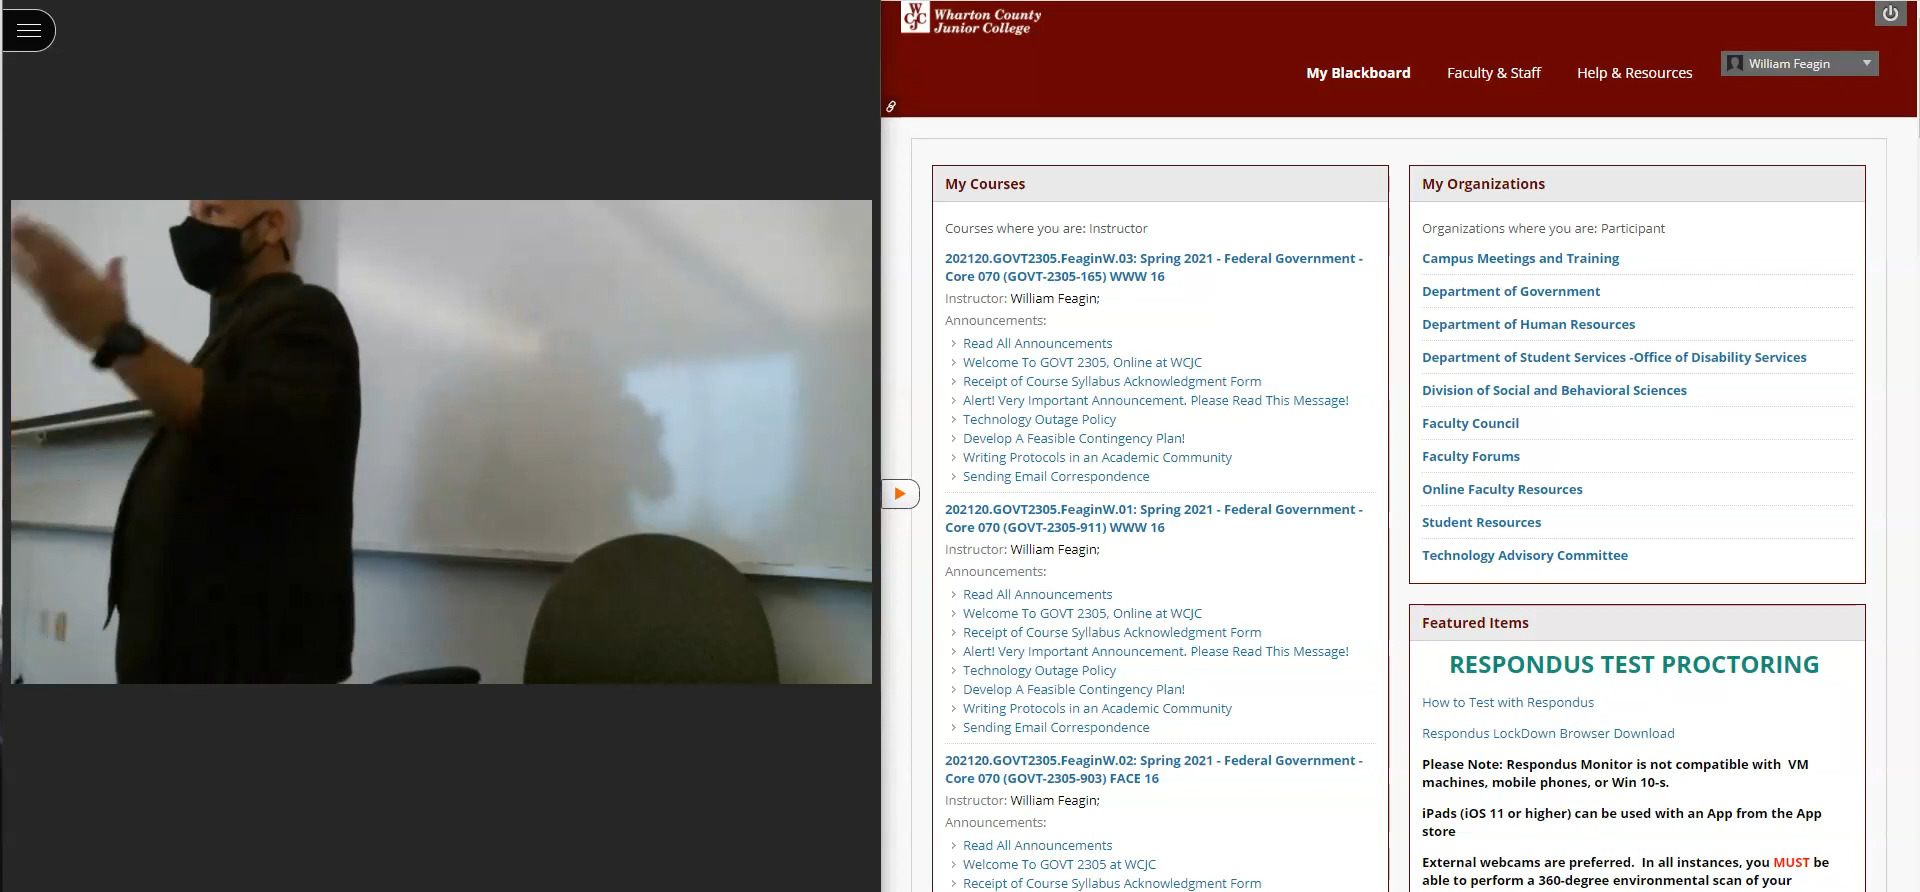 WCJC
Wharton County
Junior College
My Blackboard
Faculty & Staff
Help & Resources
William Feagin
My Courses
Courses where you are: Instructor
202120.GOVT2305.FeaginW.03: Spring 2021 - Federal Government -
Core 070 (GOVT-2305-165) WWW 16
Instructor: William Feagin;
Announcements:
Read All Announcements
Welcome To GOVT 2305, Online at WCJC
Receipt of Course Syllabus Acknowledgment Form
Alert! Very Important Announcement. Please Read This Message!
Technology Outage Policy
Develop A Feasible Contingency Plan!
Writing Protocols in an Academic Community
Sending Email Correspondence
202120.GOVT2305.FeaginW.01: Spring 2021 - Federal Government -
Core 070 (GOVT-2305-911) WWW 16
Instructor: William Feagin;
Announcements:
Read All Announcements
Welcome To GOVT 2305, Online at WCJC
Receipt of Course Syllabus Acknowledgment Form
Alert! Very Important Announcement. Please Read This Message!
Technology Outage Policy
Develop A Feasible Contingency Plan!
Writing Protocols in an Academic Community
Sending Email Correspondence
202120.GOVT2305.FeaginW.02: Spring 2021 - Federal Government -
Core 070 (GOVT-2305-903) FACE 16
Instructor: William Feagin;
Announcements:
Read All Announcements
Welcome To GOVT 2305 at WCJC
Receipt of Course Syllabus Acknowledgment Form
My Organizations
Organizations where you are: Participant
Campus Meetings and Training
Department of Government
Department of Human Resources
Department of Student Services -Office of Disability Services
Division of Social and Behavioral Sciences
Faculty Council
Faculty Forums
Online Faculty Resources
Student Resources
Technology Advisory Committee
Featured Items
RESPONDUS TEST PROCTORING
How to Test with Respondus
Respondus LockDown Browser Download
Please Note: Respondus Monitor is not compatible with VM
machines, mobile phones, or Win 10-s.
iPads (iOS 11 or higher) can be used with an App from the App
store
External webcams are preferred. In all instances, you MUST be
able to perform a 360-degree environmental scan of your